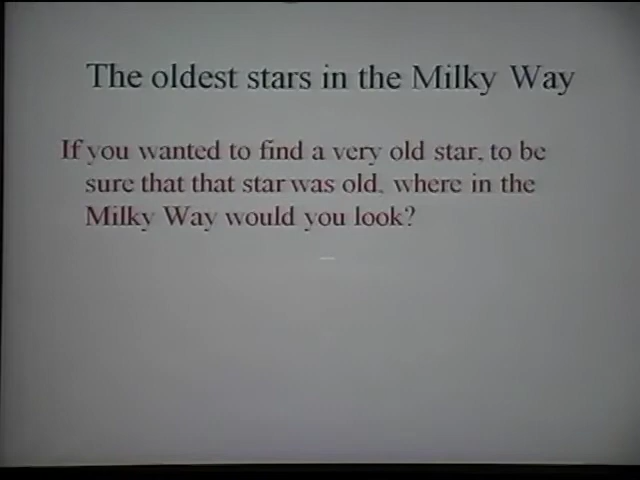 The oldest stars in the Milky Way
If you wanted to find a very old star, to be
sure that that star was old, where in the
Milky Way would you look?